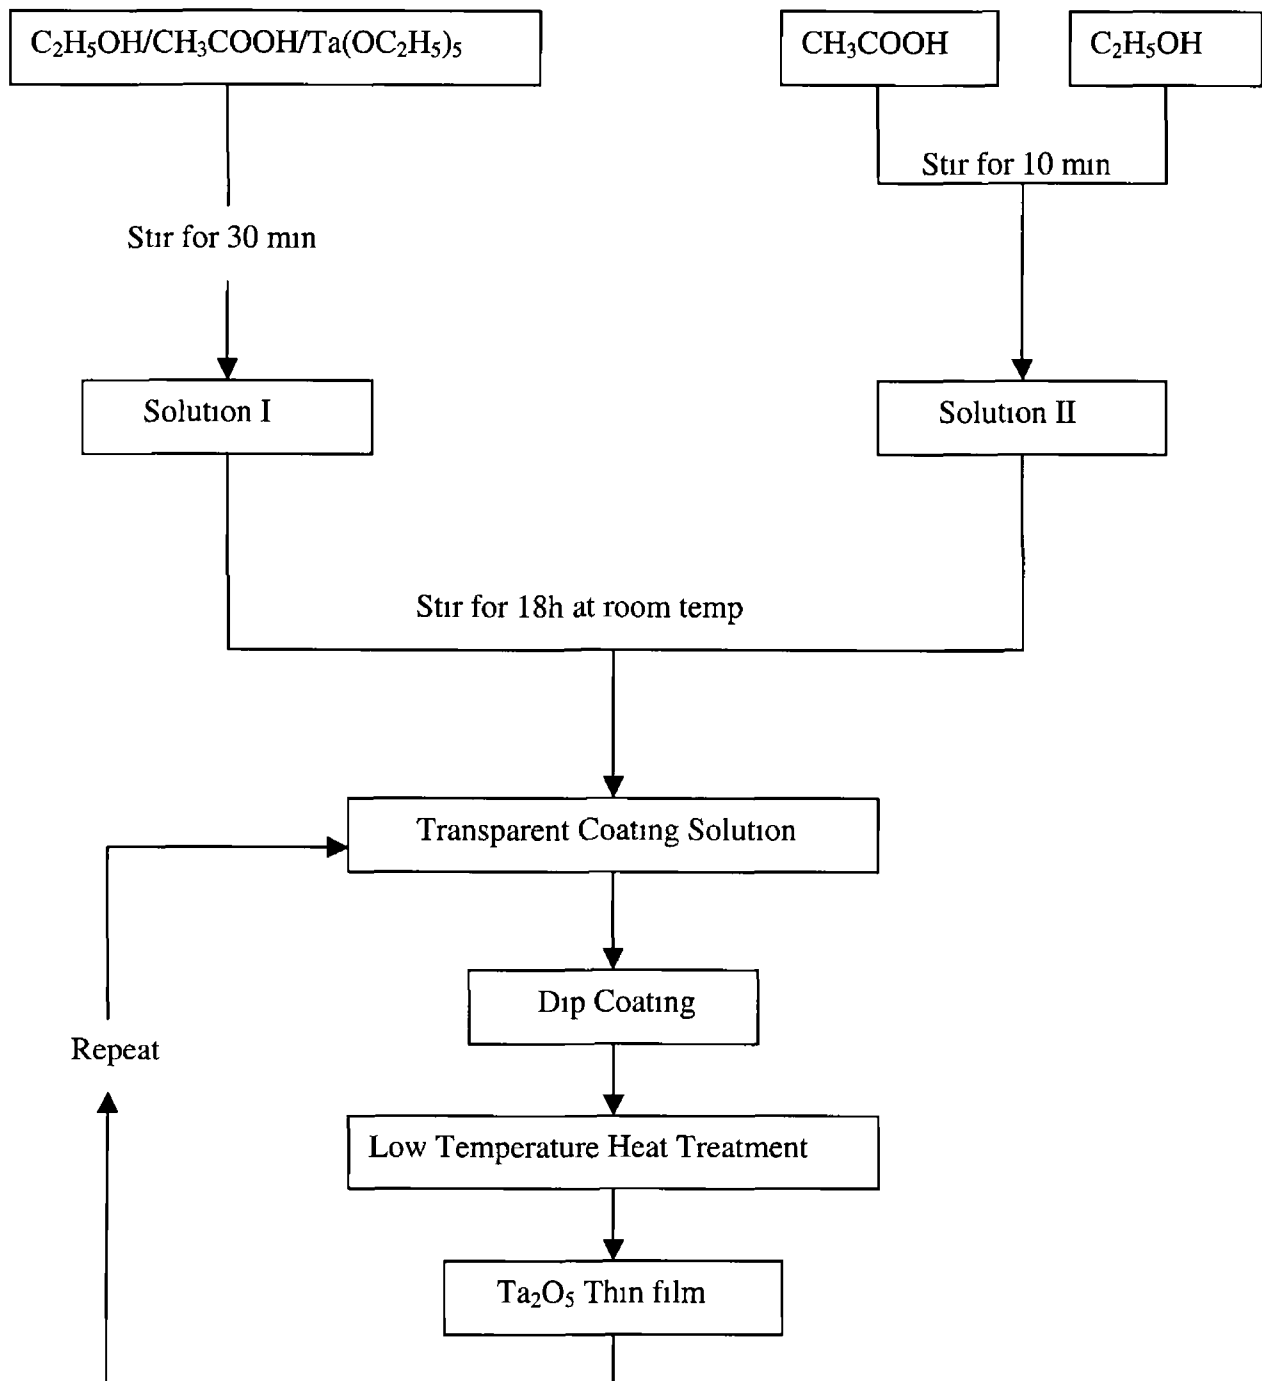 C₂H₅OH/CH₃COOH/Ta(OC₂H₅)₅
CH₃COOH
C₂H₅OH
Stir for 10 min
Stir for 30 min
Solution I
Solution II
Stir for 18h at room temp
Transparent Coating Solution
Dip Coating
Repeat
Low Temperature Heat Treatment
Ta₂O₅ Thin film